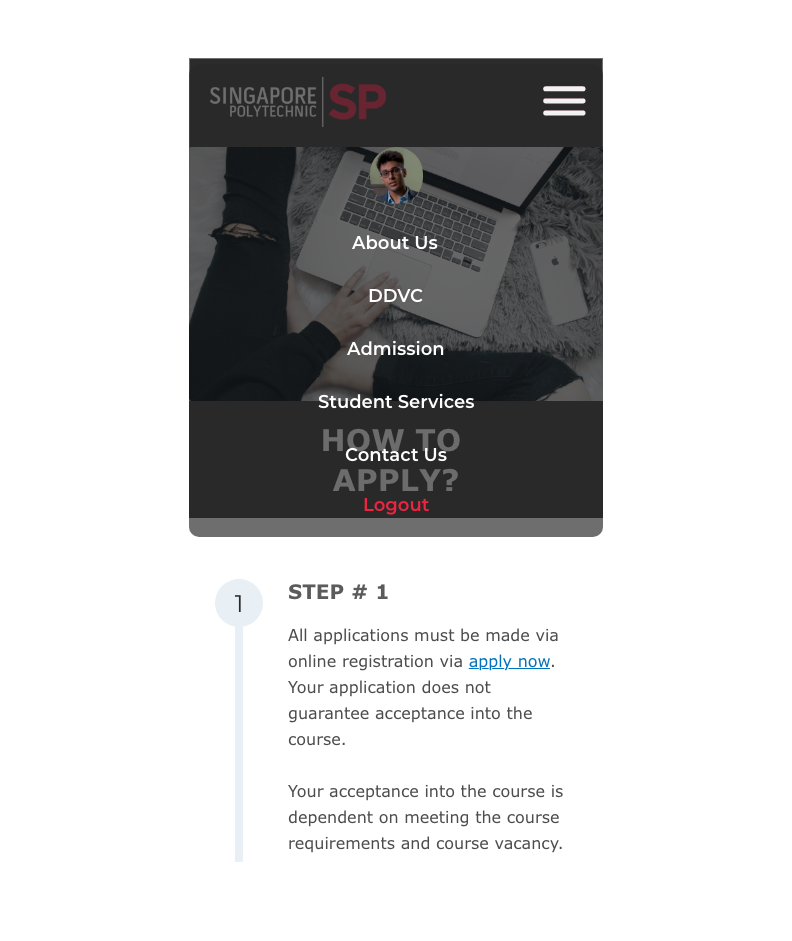 SINGAPORE
POLYTECHNIC
SP
About Us
DDVC
Admission
Student Services
HOW TO
Contact Us
APPLY?
Logout
1
STEP # 1
All applications must be made via
online registration via apply now.
Your application does not
guarantee acceptance into the
course.
Your acceptance into the course is
dependent on meeting the course
requirements and course vacancy.